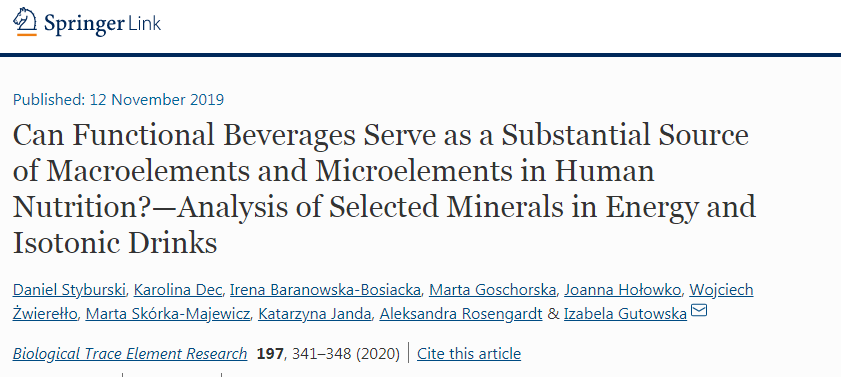 Springer Link
Published: 12 November 2019
Can Functional Beverages Serve as a Substantial Source
of Macroelements and Microelements in Human
Nutrition?—Analysis of Selected Minerals in Energy and
Isotonic Drinks
Daniel Styburski, Karolina Dec, Irena Baranowska-Bosiacka, Marta Goschorska, Joanna Hołowko, Wojciech
Żwierełło, Marta Skórka-Majewicz, Katarzyna Janda, Aleksandra Rosengardt & Izabela Gutowska
Biological Trace Element Research 197, 341–348 (2020) | Cite this article